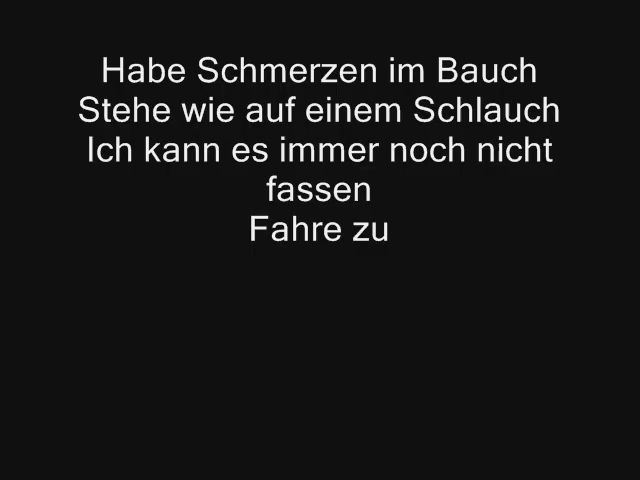 Habe Schmerzen im Bauch
Stehe wie auf einem Schlauch
Ich kann es immer noch nicht
fassen
Fahre zu